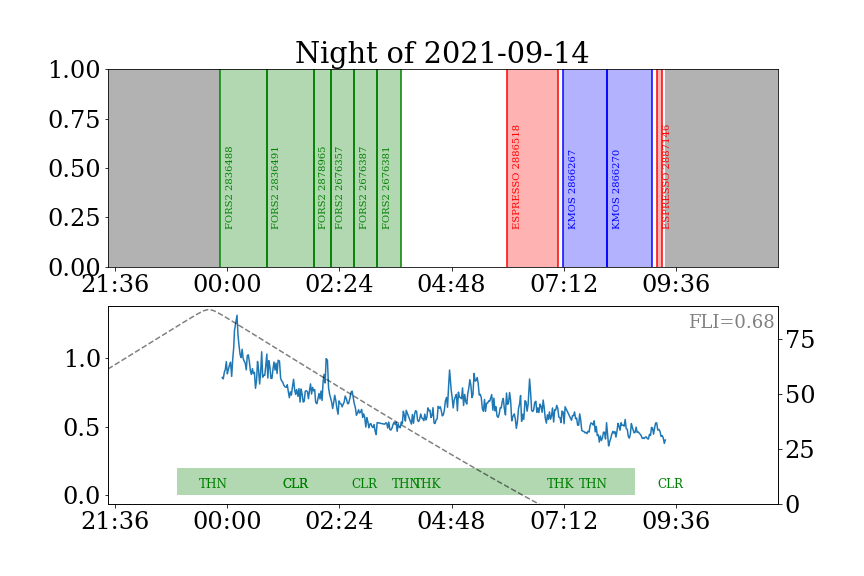 Night of 2021-09-14
1.00
0.75
0.50
0.25
0.00
FORS2 2836488
FORS2 2836491
FORS2 2878965
FORS2 2676357
FORS2 2676387
FORS2 2676381
ESPRESSO 2886518
KMOS 2866267
KMOS 2866270
ESPRESSO 2887146
21:36 00:00 02:24 04:48 07:12 09:36
FLI=0.68
1.0
0.5
0.0
75
50
25
0
THN CLR CLR THN THK THK THN CLR
21:36 00:00 02:24 04:48 07:12 09:36